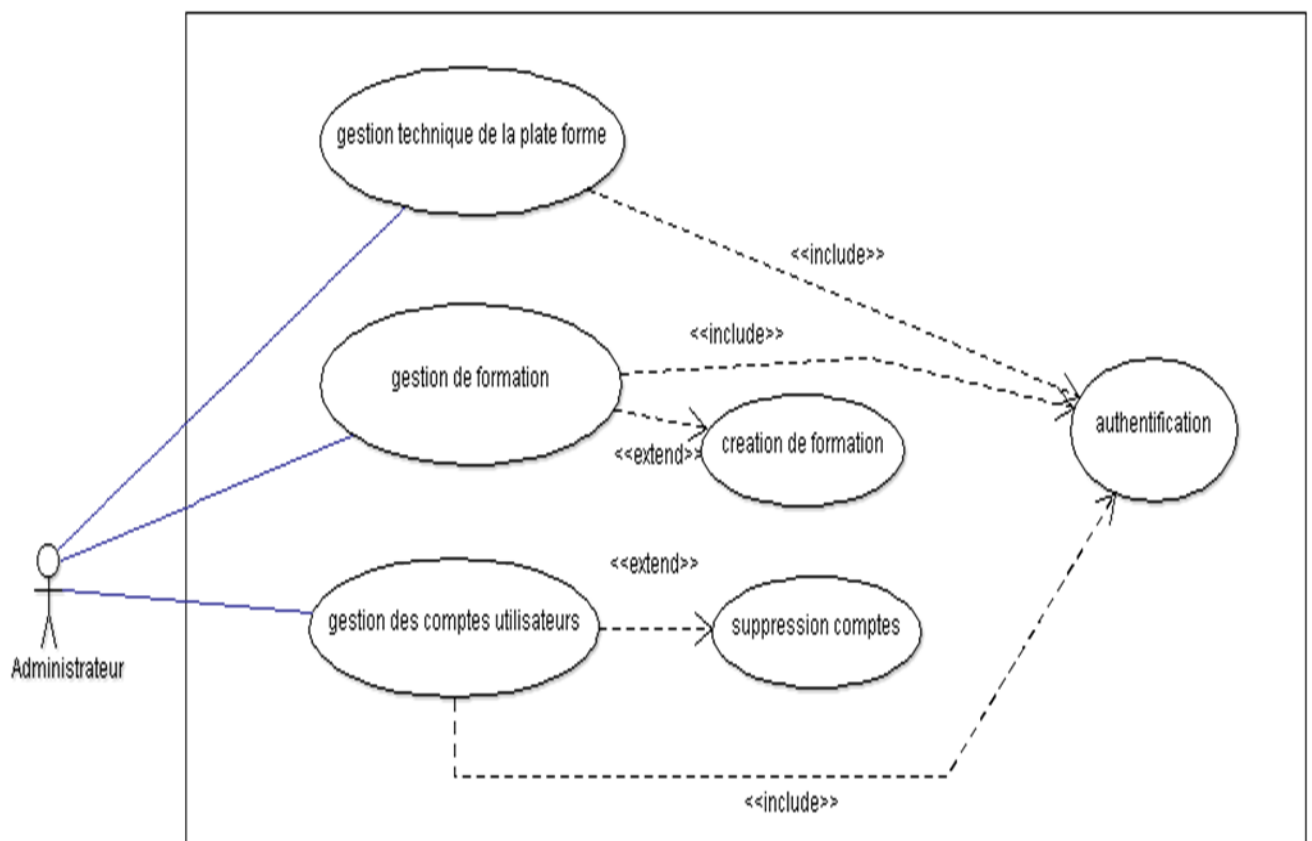 gestion technique de la plate forme
<<include>>
<<include>>
gestion de formation
authentification
creation de formation
<<extend>>
<<extend>>
gestion des comptes utilisateurs
suppression comptes
Administrateur
<<include>>